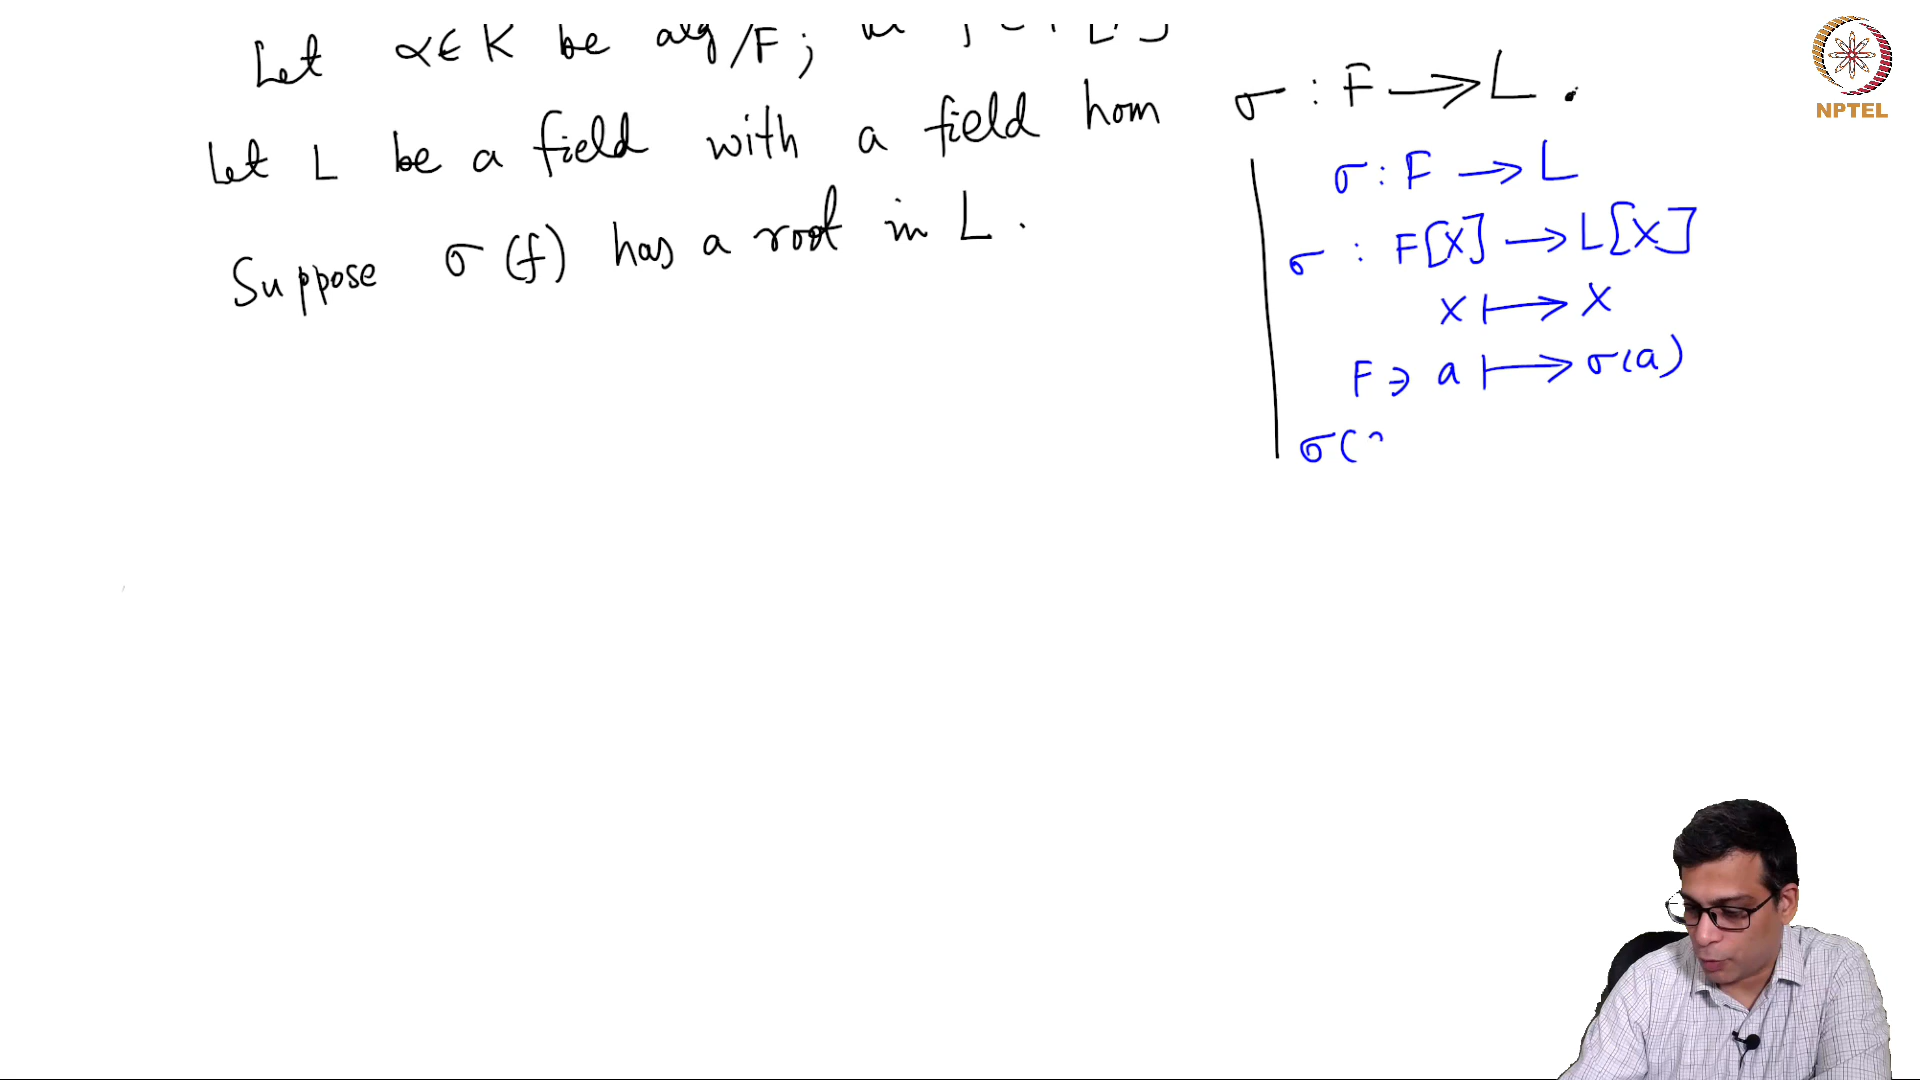 Let α ∈ K be alg /F ;
Let L be a field with a field hom σ : F → L .
Suppose σ(f) has a root in L .
σ : F → L
σ : F[X] → L[X]
X ↦ X
F ∋ a ↦ σ(a)
σ(
NPTEL